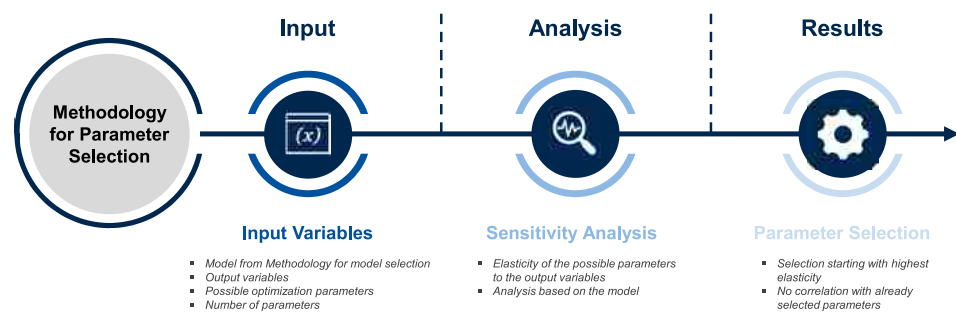 Input
Analysis
Results
Methodology
for Parameter
Selection
(x)
Input Variables
▪ Model from Methodology for model selection
▪ Output variables
▪ Possible optimization parameters
▪ Number of parameters
Sensitivity Analysis
▪ Elasticity of the possible parameters
to the output variables
▪ Analysis based on the model
Parameter Selection
▪ Selection starting with highest
elasticity
▪ No correlation with already
selected parameters